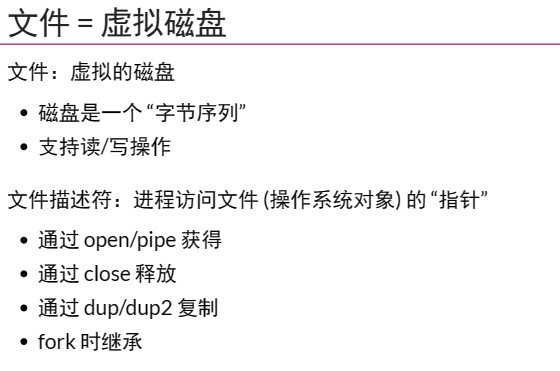 文件 = 虚拟磁盘
文件：虚拟的磁盘
• 磁盘是一个 “字节序列”
• 支持读/写操作
文件描述符：进程访问文件 (操作系统对象) 的 “指针”
• 通过 open/pipe 获得
• 通过 close 释放
• 通过 dup/dup2 复制
• fork 时继承